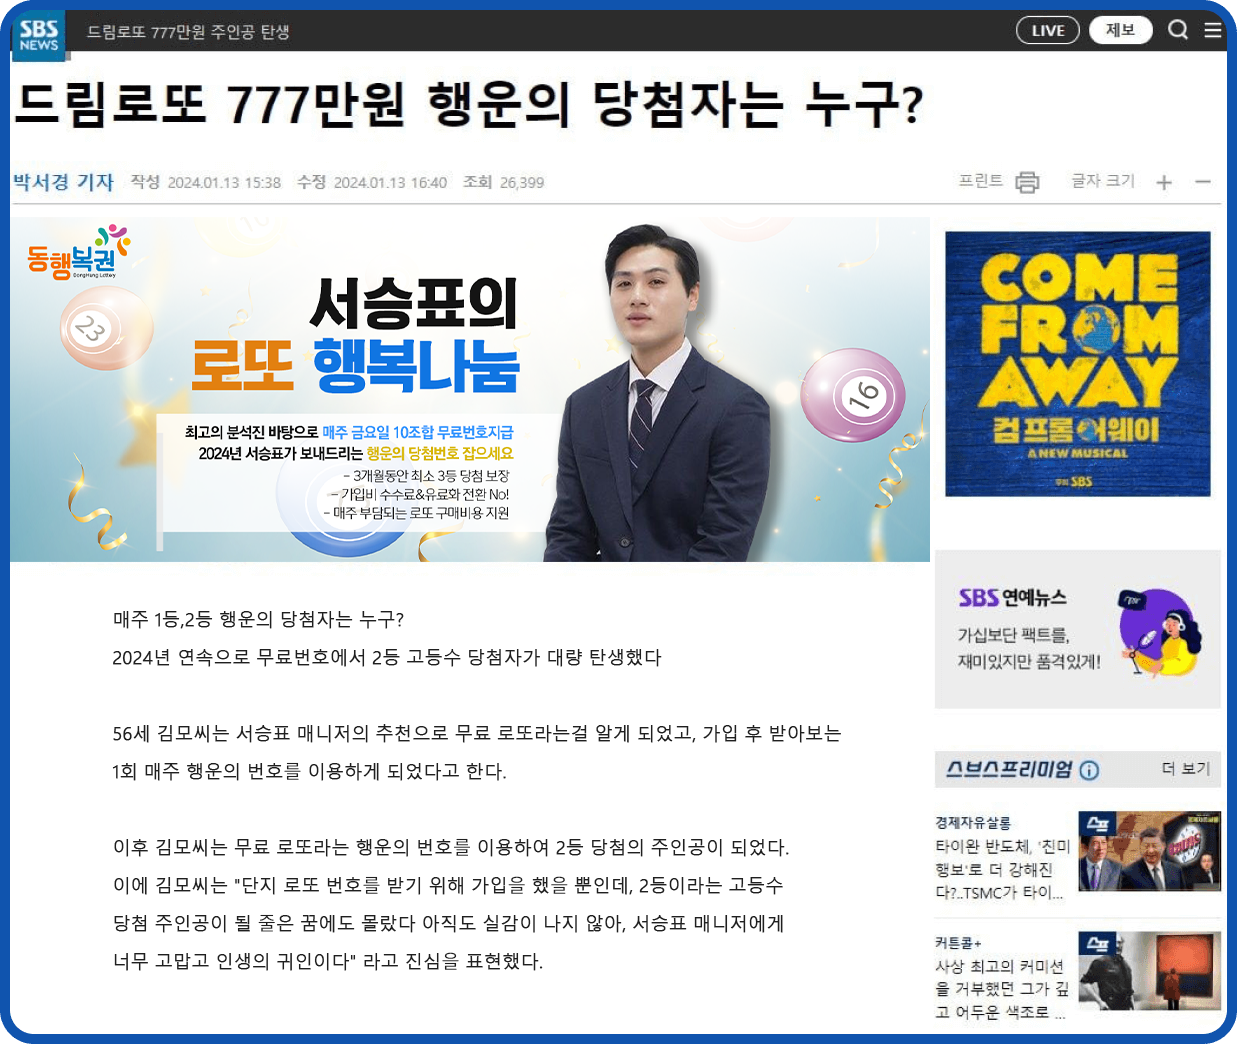 SBS
NEWS
드림로또 777만원 주인공 탄생
LIVE
제보
드림로또 777만원 행운의 당첨자는 누구?
박서경 기자 작성 2024.01.13 15:38 수정 2024.01.13 16:40 조회 26,399
프린트
글자 크기 + −
동행복권
DongHang Lottery
23
서승표의
로또 행복나눔
16
최고의 분석진 바탕으로 매주 금요일 10조합 무료번호지급
2024년 서승표가 보내드리는 행운의 당첨번호 잡으세요
– 3개월동안 최소 3등 당첨 보장
– 가입비 수수료&유료화 전환 No!
– 매주 부담되는 로또 구매비용 지원
COME
FROM
AWAY
컴 프롬 어웨이
A NEW MUSICAL
주최 SBS
매주 1등,2등 행운의 당첨자는 누구?
2024년 연속으로 무료번호에서 2등 고등수 당첨자가 대량 탄생했다
56세 김모씨는 서승표 매니저의 추천으로 무료 로또라는걸 알게 되었고, 가입 후 받아보는
1회 매주 행운의 번호를 이용하게 되었다고 한다.
이후 김모씨는 무료 로또라는 행운의 번호를 이용하여 2등 당첨의 주인공이 되었다.
이에 김모씨는 "단지 로또 번호를 받기 위해 가입을 했을 뿐인데, 2등이라는 고등수
당첨 주인공이 될 줄은 꿈에도 몰랐다 아직도 실감이 나지 않아, 서승표 매니저에게
너무 고맙고 인생의 귀인이다" 라고 진심을 표현했다.
SBS 연예뉴스
가십보단 팩트를,
재미있지만 품격있게!
스브스프리미엄
더 보기
경제자유살롱
타이완 반도체, '친미
행보'로 더 강해진
다?..TSMC가 타이...
스프
커튼콜+
사상 최고의 커미션
을 거부했던 그가 깊
고 어두운 색조로 ...
스프